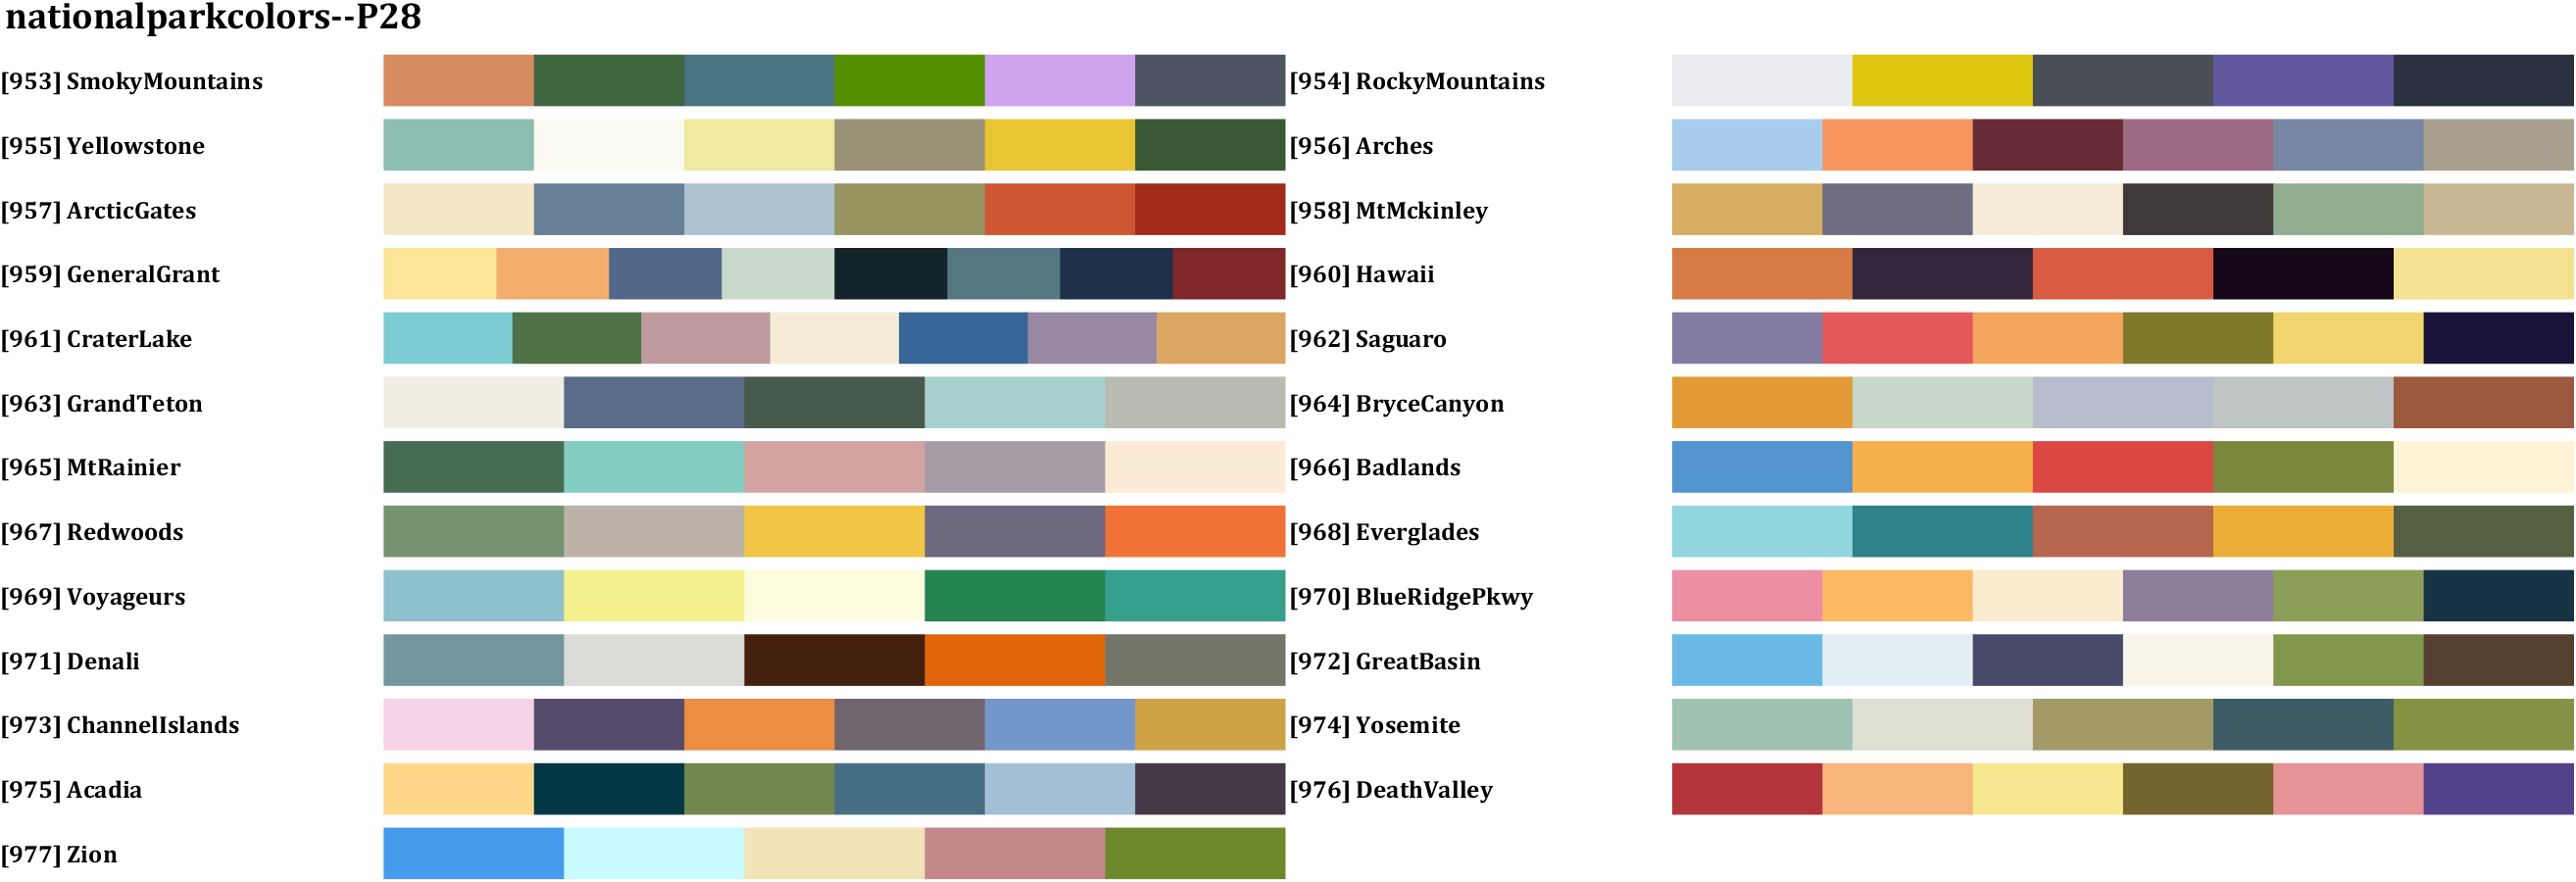 nationalparkcolors--P28
[953] SmokyMountains
[954] RockyMountains
[955] Yellowstone
[956] Arches
[957] ArcticGates
[958] MtMckinley
[959] GeneralGrant
[960] Hawaii
[961] CraterLake
[962] Saguaro
[963] GrandTeton
[964] BryceCanyon
[965] MtRainier
[966] Badlands
[967] Redwoods
[968] Everglades
[969] Voyageurs
[970] BlueRidgePkwy
[971] Denali
[972] GreatBasin
[973] ChannelIslands
[974] Yosemite
[975] Acadia
[976] DeathValley
[977] Zion